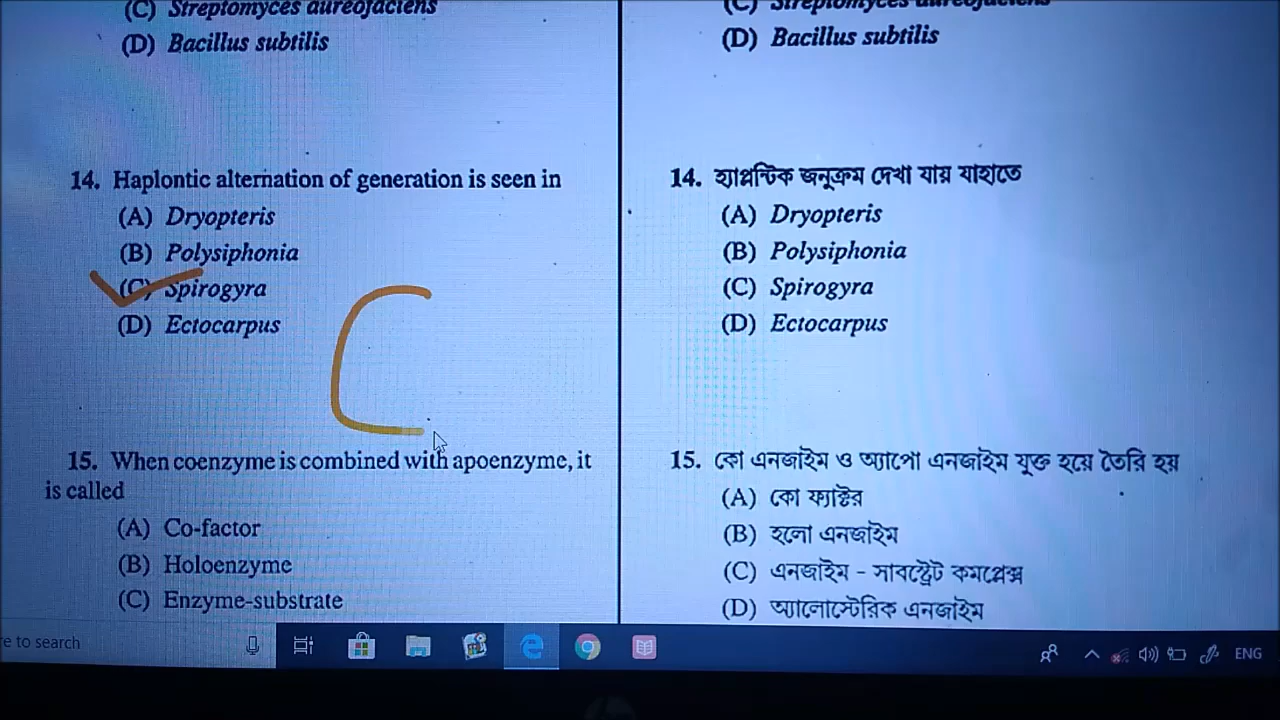 (C) Streptomyces aureofaciens
(D) Bacillus subtilis
14. Haplontic alternation of generation is seen in
(A) Dryopteris
(B) Polysiphonia
(C) Spirogyra
(D) Ectocarpus
C
15. When coenzyme is combined with apoenzyme, it
is called
(A) Co-factor
(B) Holoenzyme
(C) Enzyme-substrate
(C) Streptomyces aureofaciens
(D) Bacillus subtilis
14. হ্যাপ্লন্টিক জনুক্রম দেখা যায় যাহাতে
(A) Dryopteris
(B) Polysiphonia
(C) Spirogyra
(D) Ectocarpus
15. কো এনজাইম ও অ্যাপো এনজাইম যুক্ত হয়ে তৈরি হয়
(A) কো ফ্যাক্টর
(B) হলো এনজাইম
(C) এনজাইম - সাবস্ট্রেট কমপ্লেক্স
(D) অ্যালোস্টেরিক এনজাইম
re to search
ENG